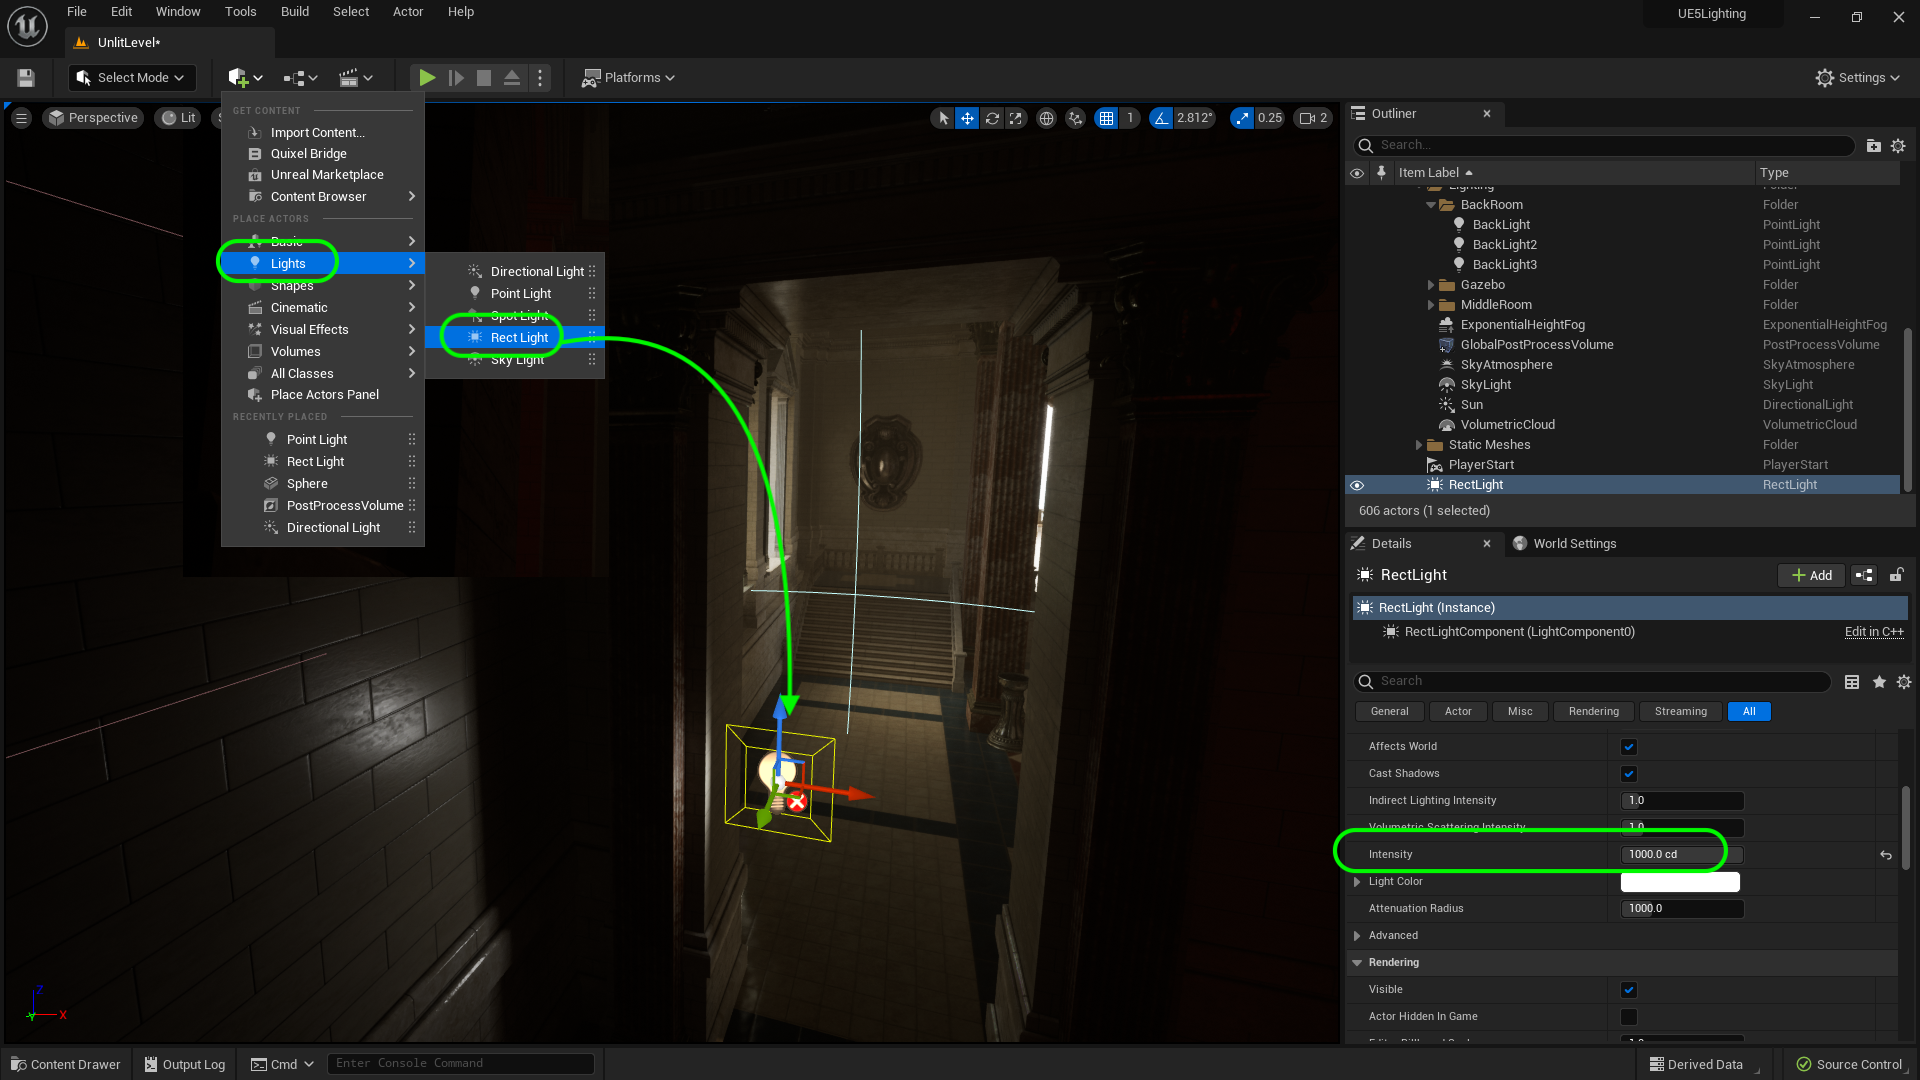 File Edit Window Tools Build Select Actor Help
UE5Lighting
UnlitLevel*
Select Mode
Platforms
Settings
Perspective
Lit
1
2.812°
0.25
2
GET CONTENT
Import Content...
Quixel Bridge
Unreal Marketplace
Content Browser
PLACE ACTORS
Basic
Lights
Shapes
Cinematic
Visual Effects
Volumes
All Classes
Place Actors Panel
RECENTLY PLACED
Point Light
Rect Light
Sphere
PostProcessVolume
Directional Light
Directional Light
Point Light
Spot Light
Rect Light
Sky Light
Z
X
Y
Outliner
Search...
Item Label Type
Lighting Folder
BackRoom Folder
BackLight PointLight
BackLight2 PointLight
BackLight3 PointLight
Gazebo Folder
MiddleRoom Folder
ExponentialHeightFog ExponentialHeightFog
GlobalPostProcessVolume PostProcessVolume
SkyAtmosphere SkyAtmosphere
SkyLight SkyLight
Sun DirectionalLight
VolumetricCloud VolumetricCloud
Static Meshes Folder
PlayerStart PlayerStart
RectLight RectLight
606 actors (1 selected)
Details World Settings
RectLight
Add
RectLight (Instance)
RectLightComponent (LightComponent0) Edit in C++
Search
General Actor Misc Rendering Streaming All
Affects World
Cast Shadows
Indirect Lighting Intensity 1.0
Volumetric Scattering Intensity 1.0
Intensity 1000.0 cd
Light Color
Attenuation Radius 1000.0
Advanced
Rendering
Visible
Actor Hidden In Game
Content Drawer Output Log Cmd Enter Console Command
Derived Data Source Control